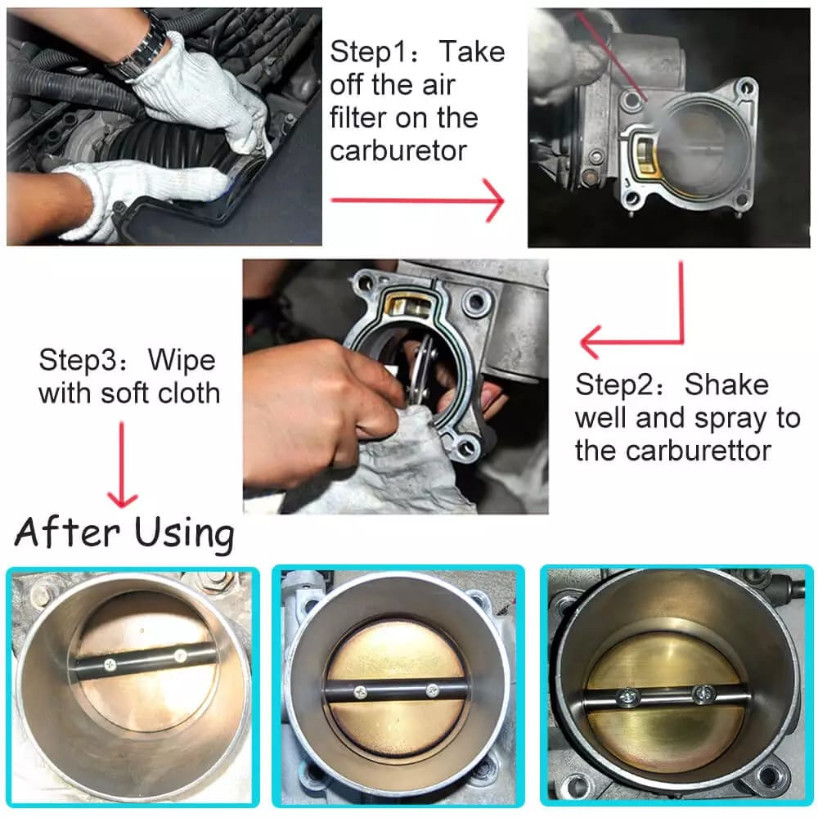 Step1：Take
off the air
filter on the
carburetor
Step2：Shake
well and spray to
the carburettor
Step3：Wipe
with soft cloth
After Using